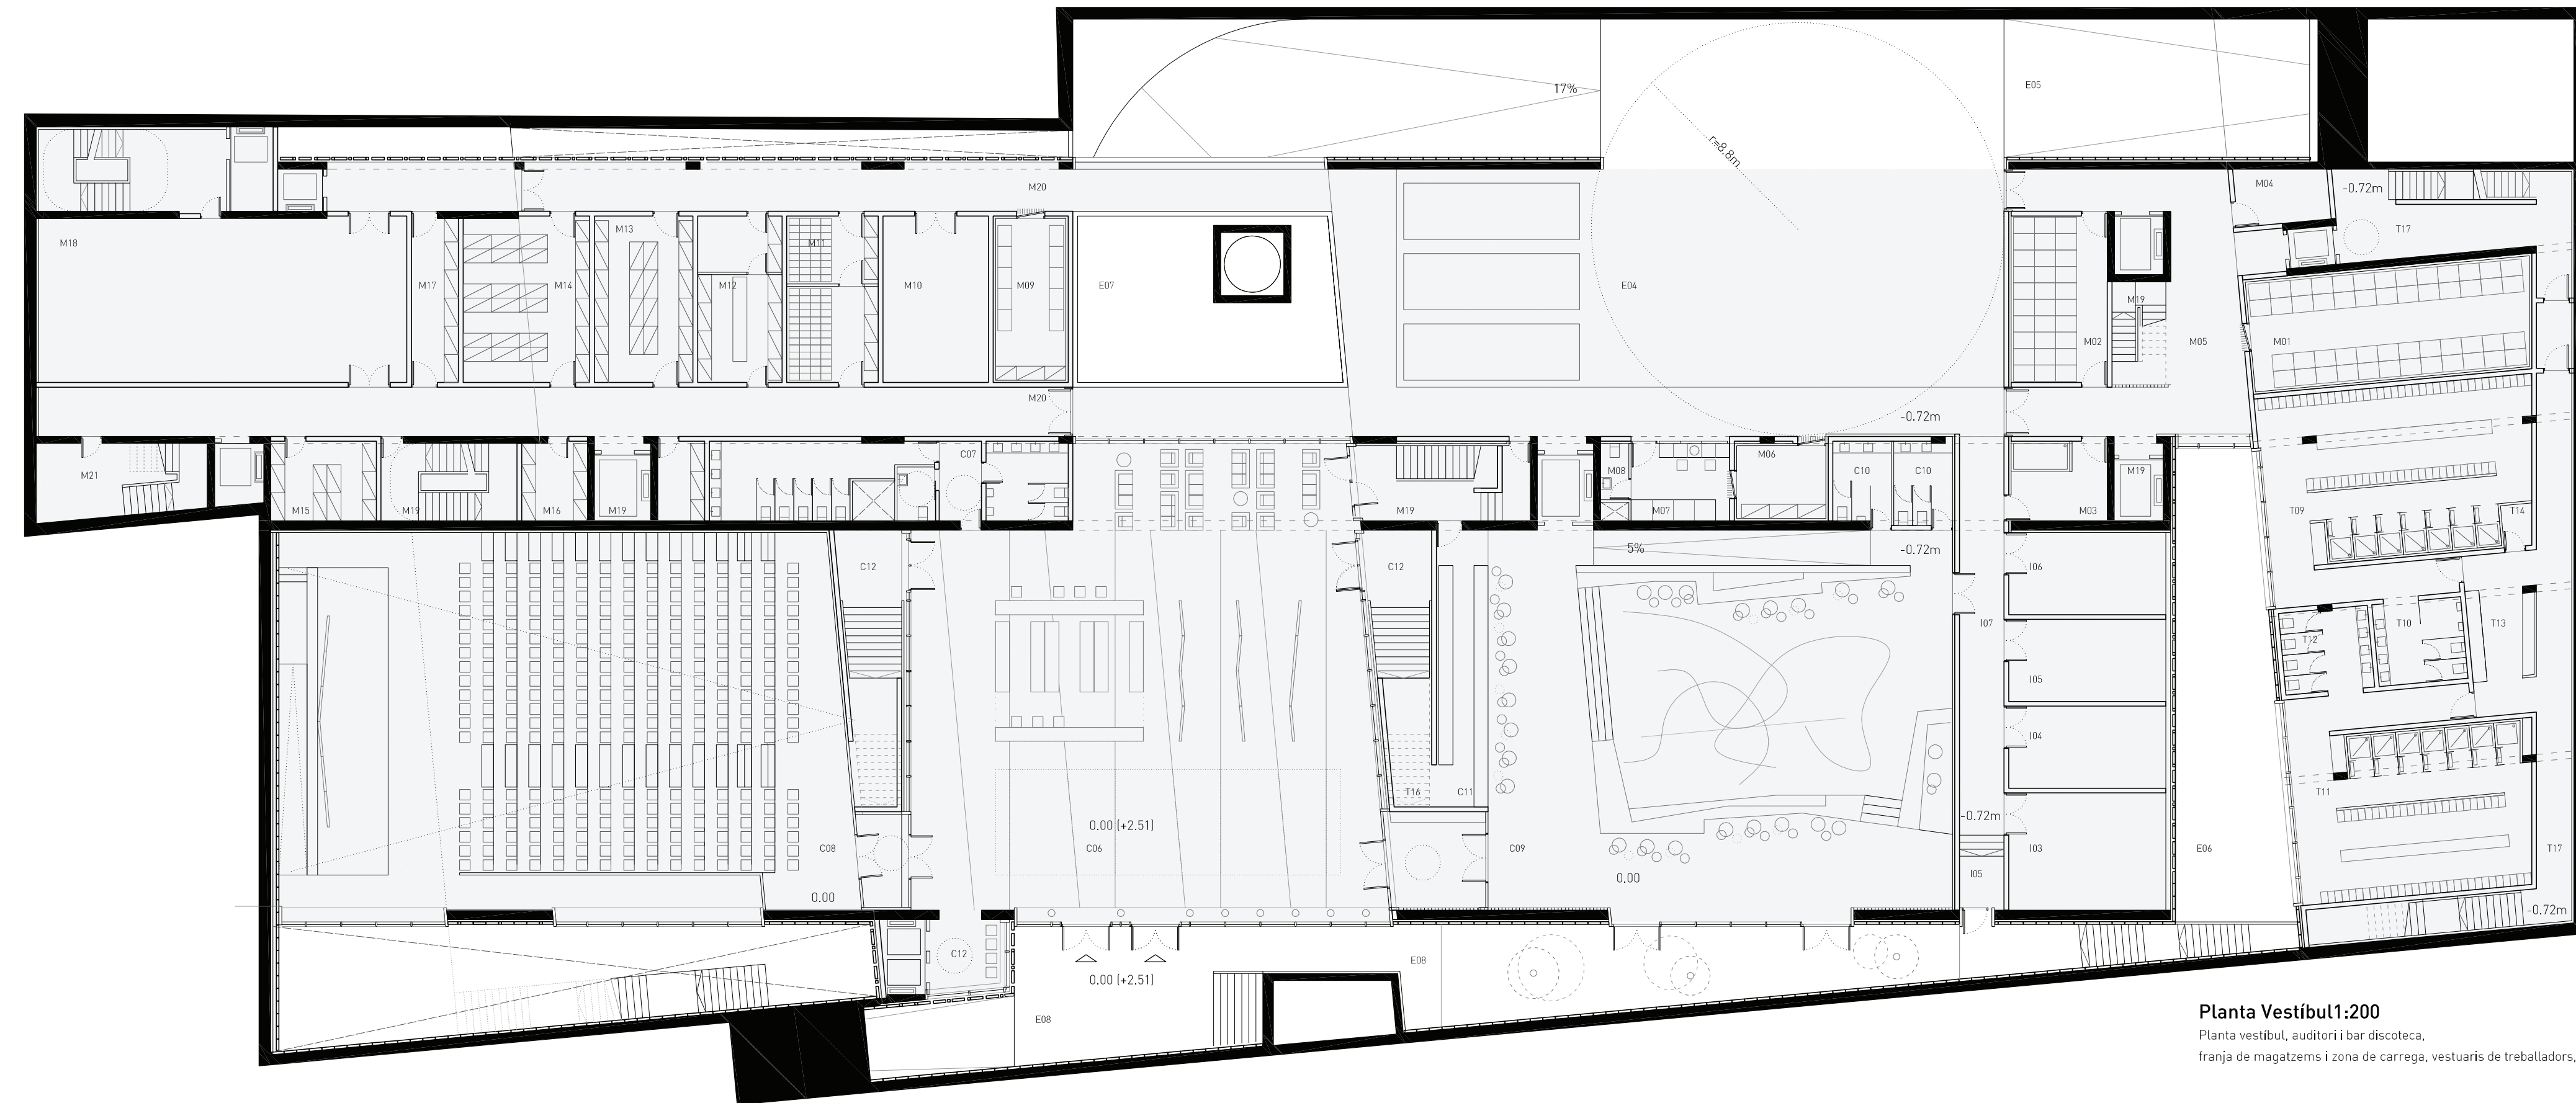 17%
E05
r=8.8m
M04
-0.72m
M20
T17
M18
M13
M11
M17
M14
M12
M10
M09
E07
E04
M19
M02
M05
M01
M20
-0.72m
C07
M21
M08
M06
C10
C10
M19
M15
M19
M16
M19
M19
M07
M03
T09
T14
C12
C12
5%
-0.72m
I06
I07
T12
T10
T13
I05
I04
T16
C11
T11
0.00 (+2.51)
-0.72m
C08
C06
C09
I03
E06
T17
0.00
0.00
I05
-0.72m
C12
E08
0.00 (+2.51)
E08
Planta Vestíbul1:200
Planta vestíbul, auditori i bar discoteca,
franja de magatzems i zona de carrega, vestuaris de treballadors,